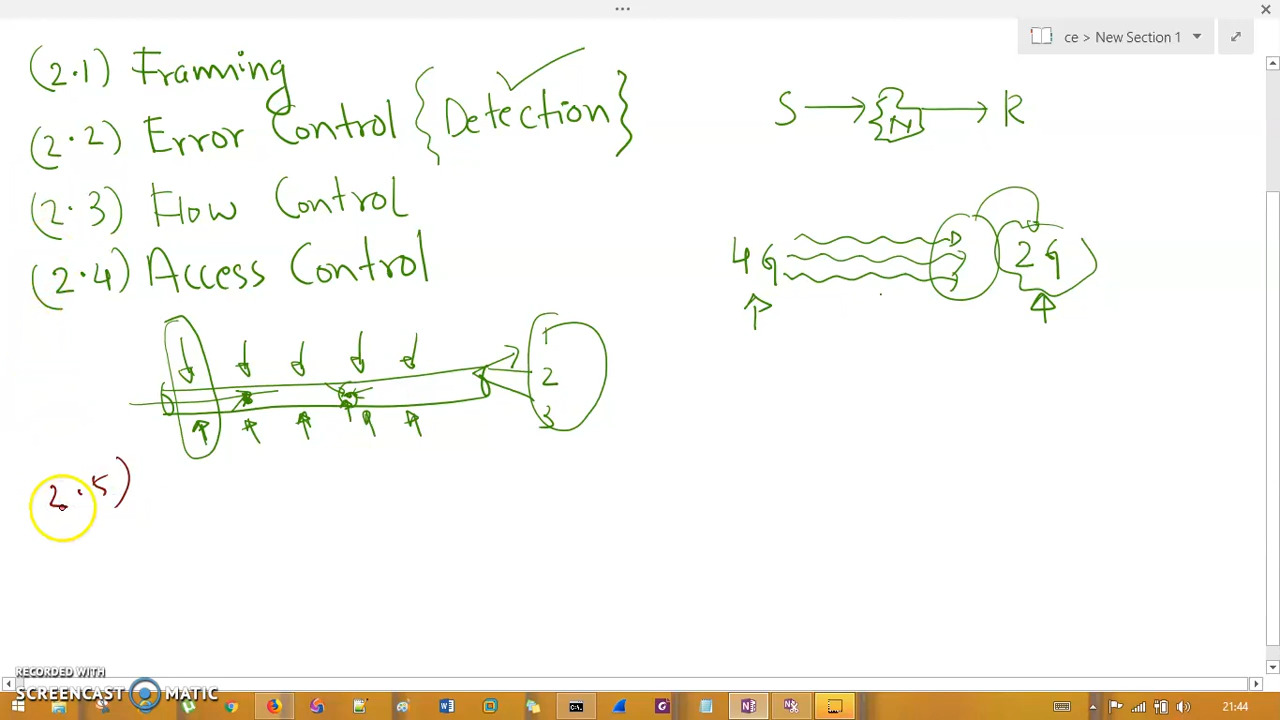 ce > New Section 1
(2.1) Framing
(2.2) Error Control { Detection }
(2.3) Flow Control
(2.4) Access Control
S N R
4G 2G
1
2
3
2.5)
RECORDED WITH
SCREENCAST MATIC
21:44